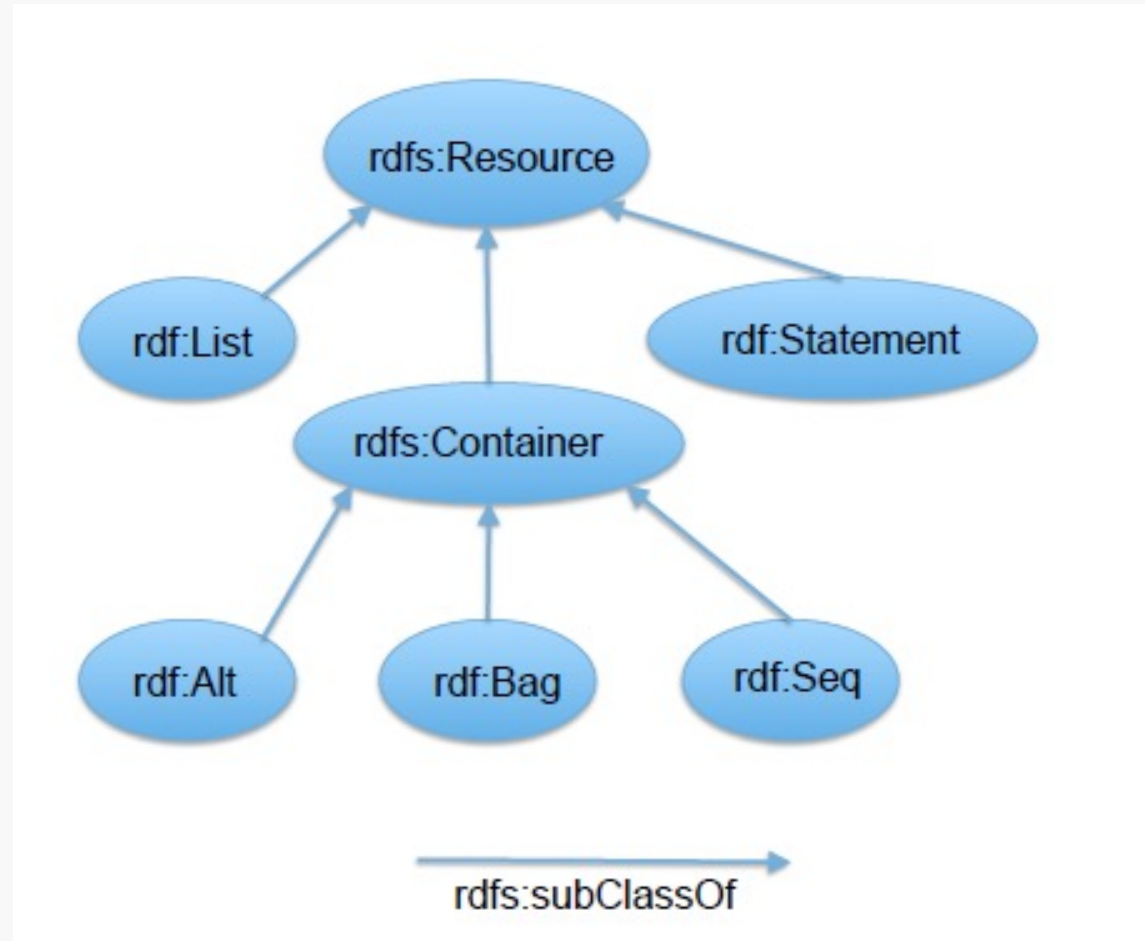 rdfs:Resource
rdf:List
rdf:Statement
rdfs:Container
rdf:Alt
rdf:Bag
rdf:Seq
rdfs:subClassOf